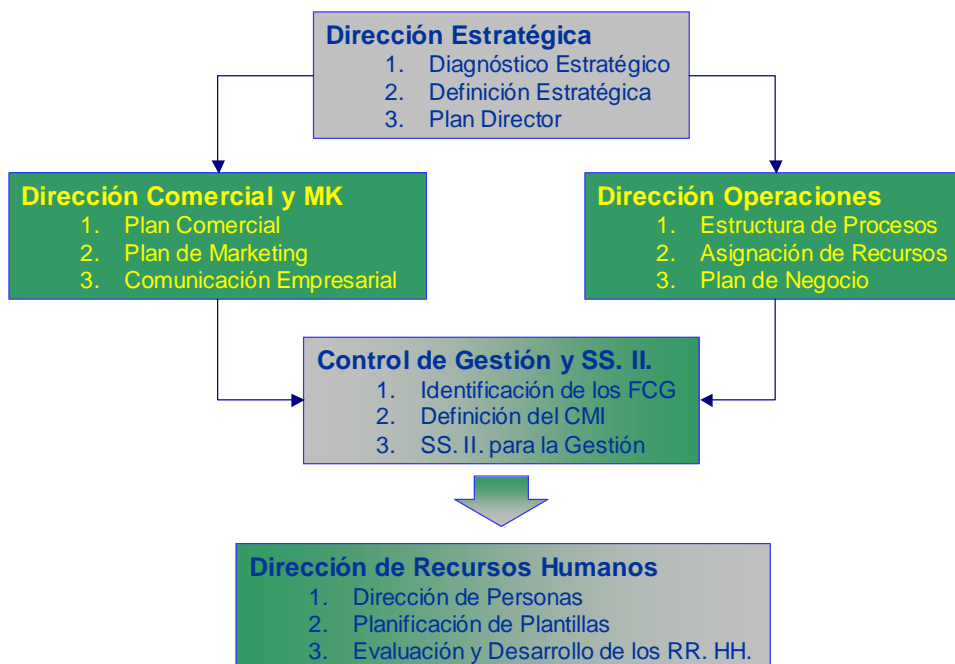 Dirección Estratégica
1. Diagnóstico Estratégico
2. Definición Estratégica
3. Plan Director
Dirección Comercial y MK
1. Plan Comercial
2. Plan de Marketing
3. Comunicación Empresarial
Dirección Operaciones
1. Estructura de Procesos
2. Asignación de Recursos
3. Plan de Negocio
Control de Gestión y SS. II.
1. Identificación de los FCG
2. Definición del CMI
3. SS. II. para la Gestión
Dirección de Recursos Humanos
1. Dirección de Personas
2. Planificación de Plantillas
3. Evaluación y Desarrollo de los RR. HH.